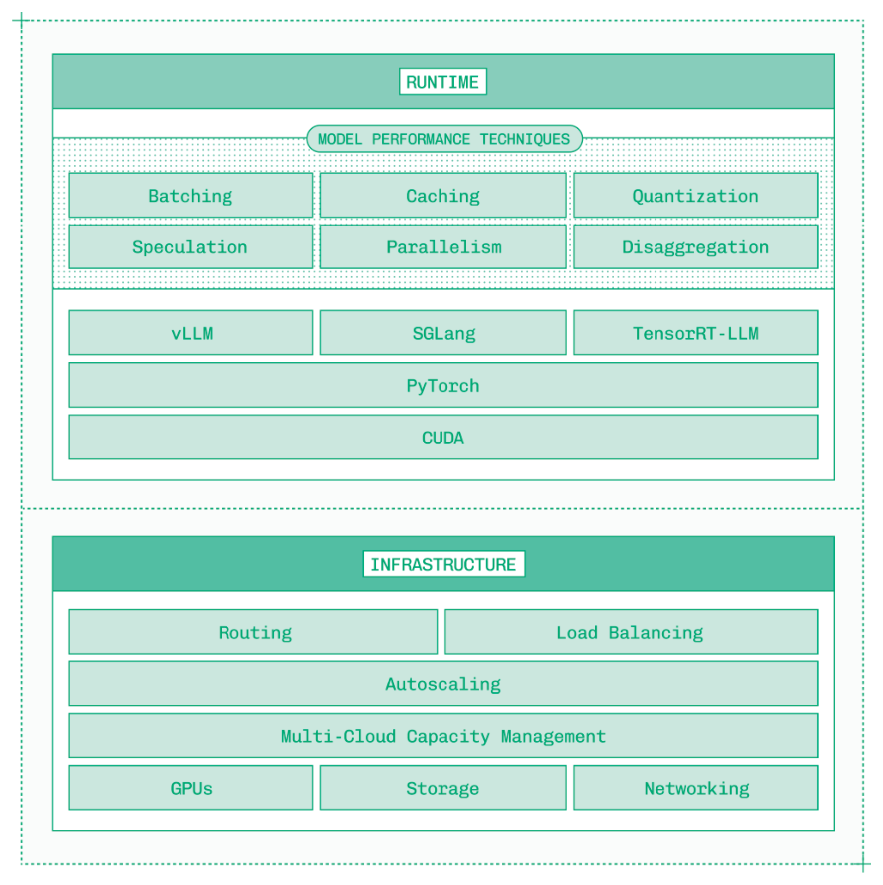 RUNTIME
MODEL PERFORMANCE TECHNIQUES
Batching
Caching
Quantization
Speculation
Parallelism
Disaggregation
vLLM
SGLang
TensorRT-LLM
PyTorch
CUDA
INFRASTRUCTURE
Routing
Load Balancing
Autoscaling
Multi-Cloud Capacity Management
GPUs
Storage
Networking